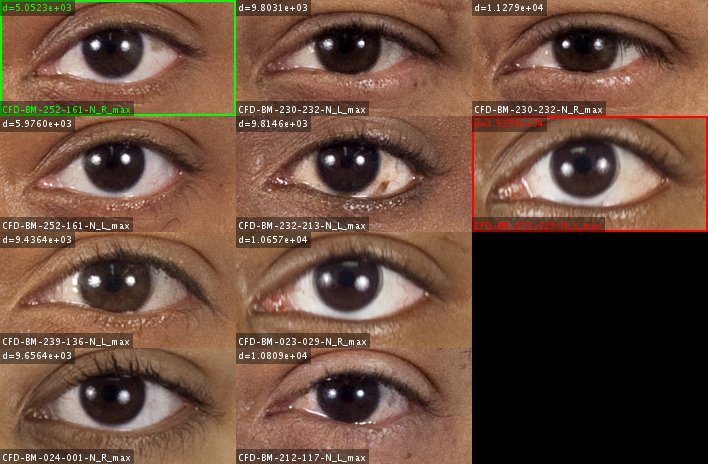 d=5.0523e+03
d=9.8031e+03
d=1.1279e+04
CFD-BM-252-161-N_R_max
CFD-BM-230-232-N_L_max
CFD-BM-230-232-N_R_max
d=5.9760e+03
d=9.8146e+03
CFD-BM-252-161-N_L_max
CFD-BM-232-213-N_L_max
d=9.4364e+03
d=1.0657e+04
CFD-BM-239-136-N_L_max
CFD-BM-023-029-N_R_max
d=9.6564e+03
d=1.0809e+04
CFD-BM-024-001-N_R_max
CFD-BM-212-117-N_L_max